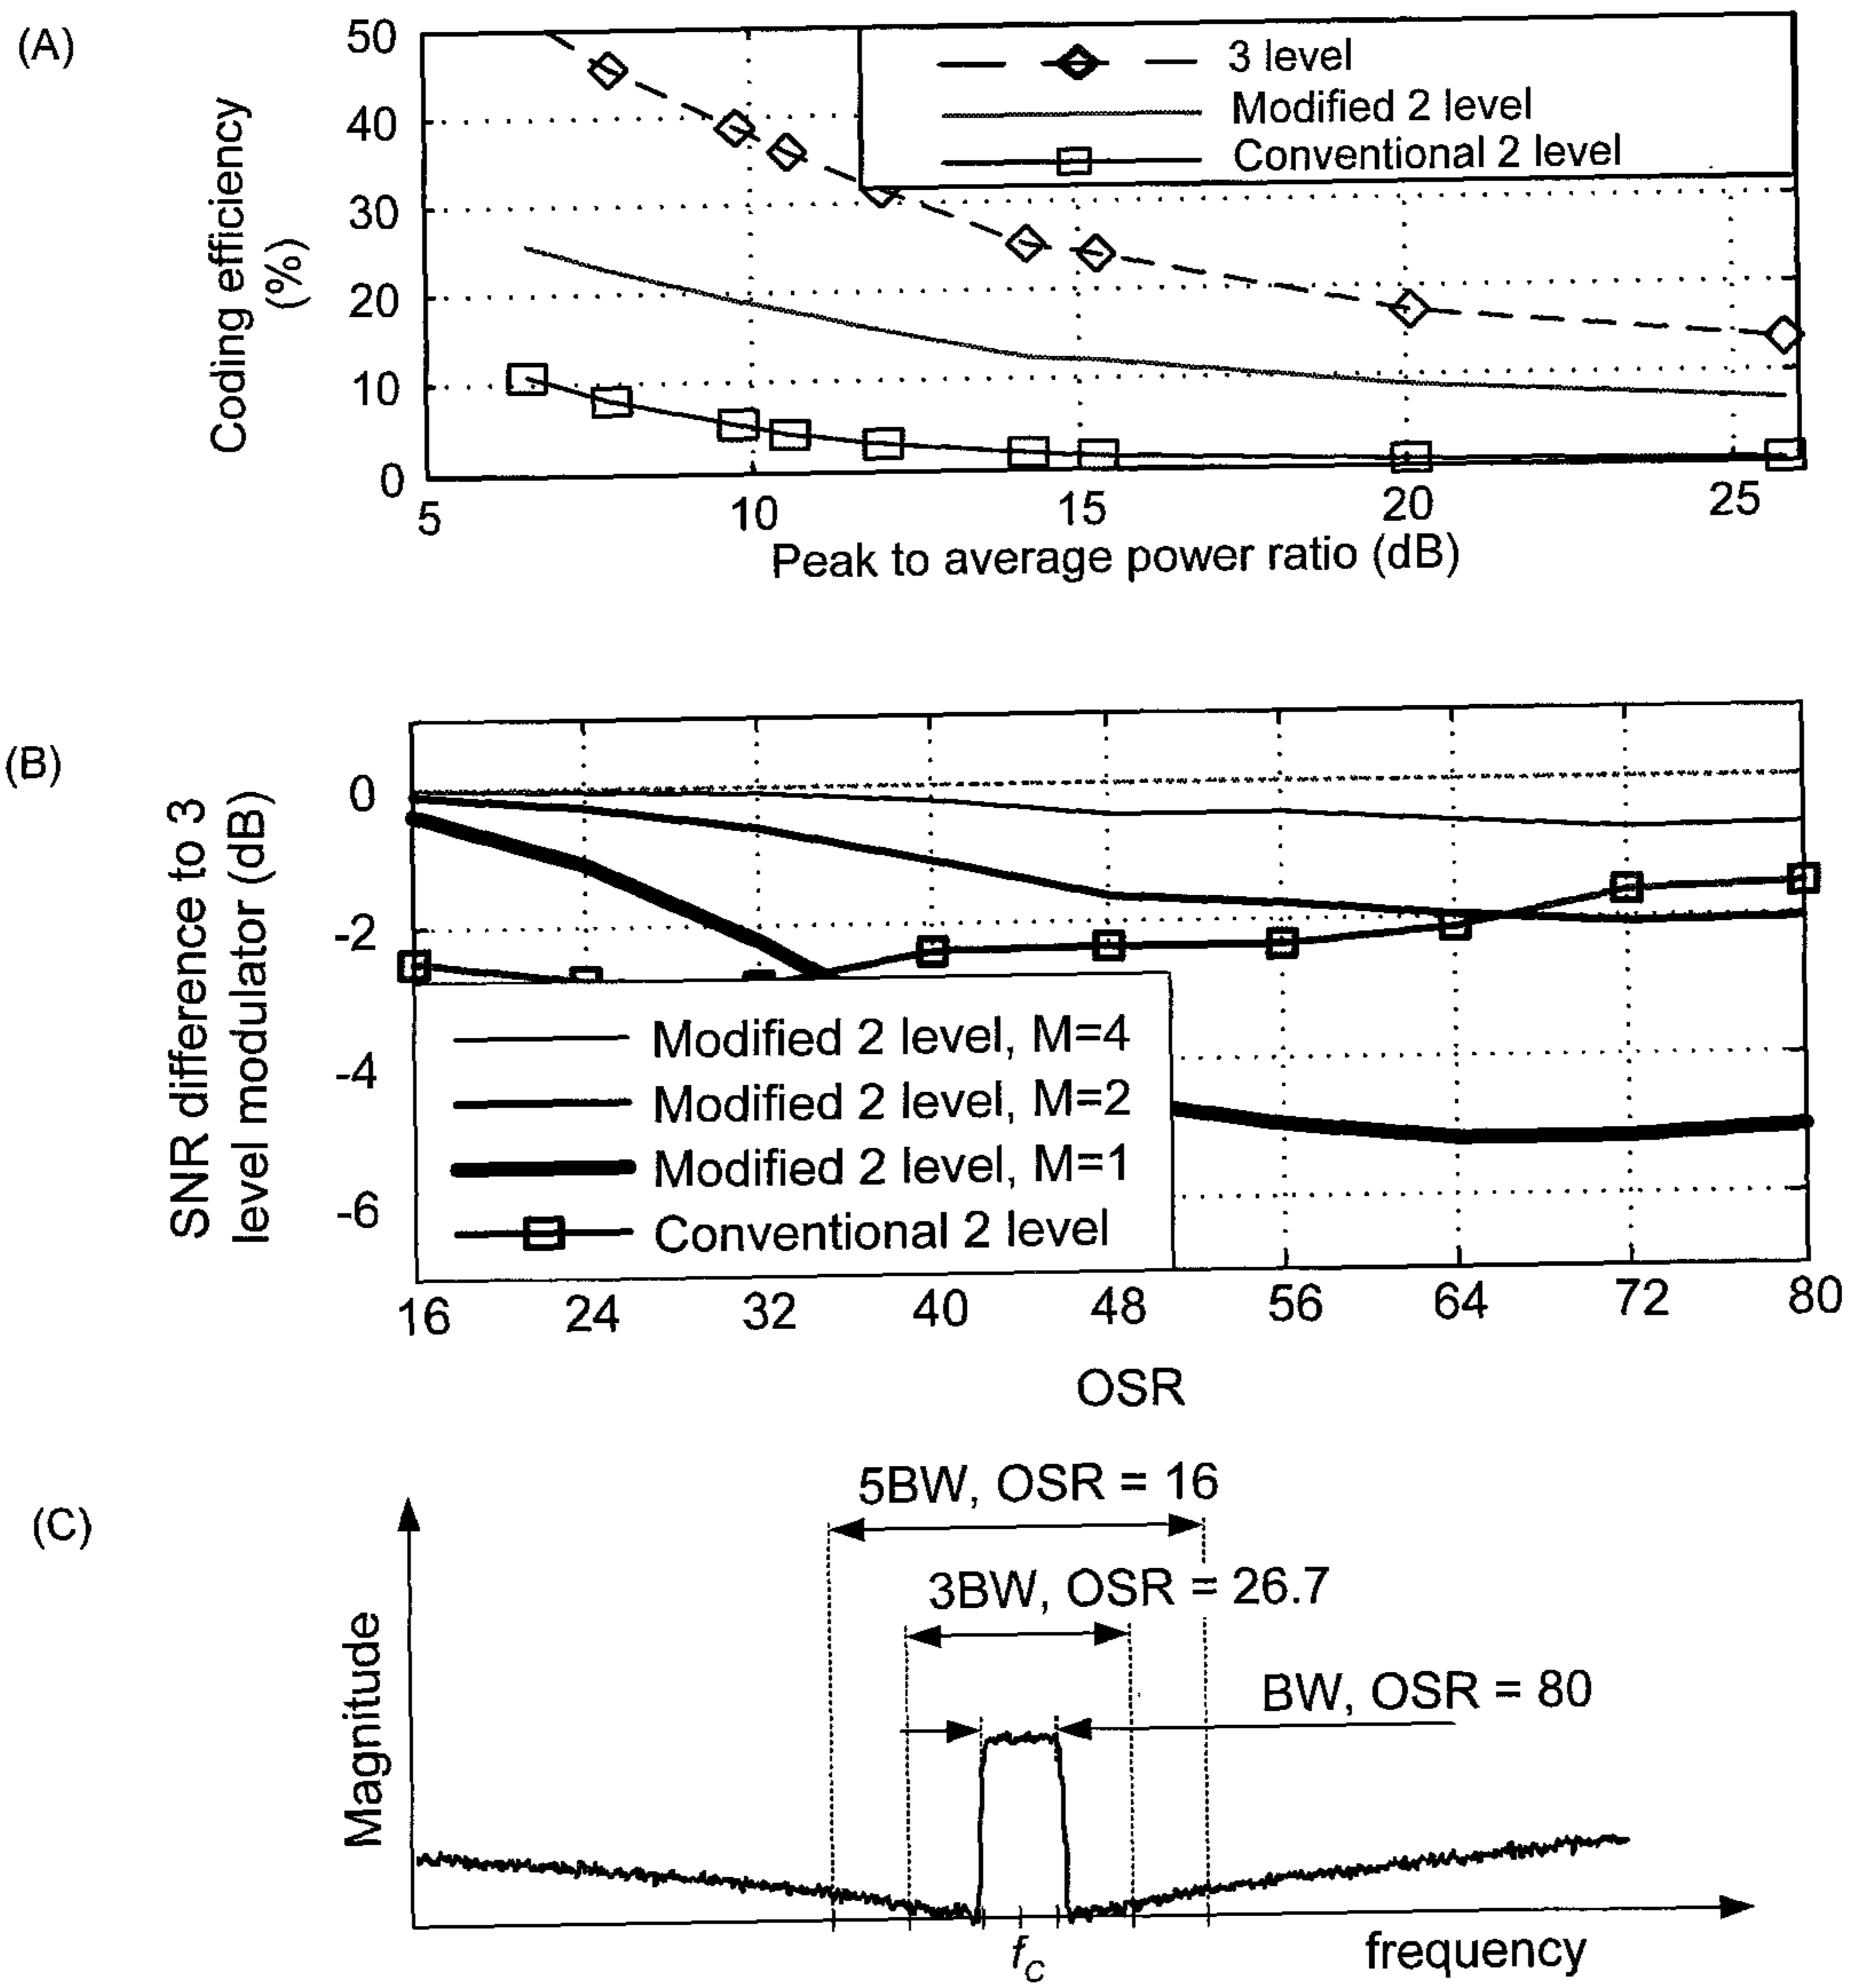 (A)
50
40
30
20
10
0
Coding efficiency
(%)
3 level
Modified 2 level
Conventional 2 level
5 10 15 20 25
Peak to average power ratio (dB)
(B)
0
-2
-4
-6
SNR difference to 3
level modulator (dB)
Modified 2 level, M=4
Modified 2 level, M=2
Modified 2 level, M=1
Conventional 2 level
16 24 32 40 48 56 64 72 80
OSR
(C)
5BW, OSR = 16
3BW, OSR = 26.7
BW, OSR = 80
Magnitude
fC
frequency